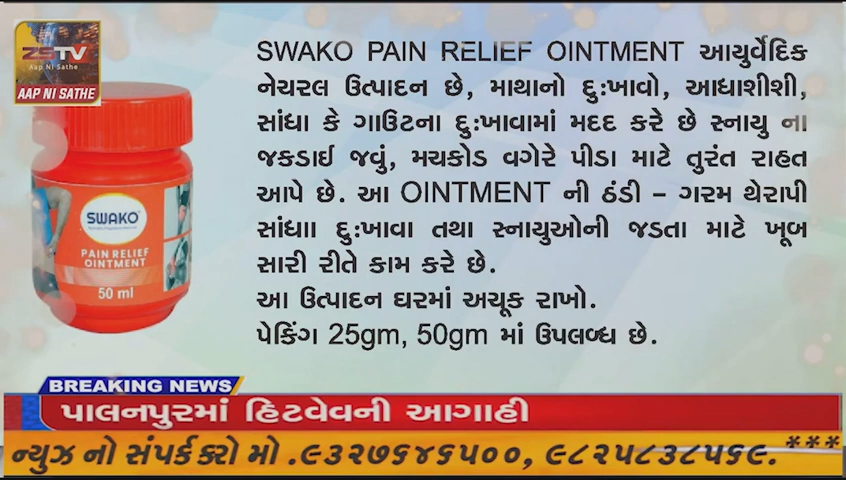 ZSTV
Aap Ni Sathe
AAP NI SATHE
SWAKO PAIN RELIEF OINTMENT આયુર્વેદિક
નેચરલ ઉત્પાદન છે, માથાનો દુઃખાવો, આધાશીશી,
સાંધા કે ગાઉટના દુઃખાવામાં મદદ કરે છે સ્નાયુ ના
જકડાઈ જવું, મચકોડ વગેરે પીડા માટે તુરંત રાહત
આપે છે. આ OINTMENT ની ઠંડી – ગરમ થેરાપી
સાંધાા દુઃખાવા તથા સ્નાયુઓની જડતા માટે ખૂબ
સારી રીતે કામ કરે છે.
આ ઉત્પાદન ઘરમાં અચૂક રાખો.
પેકિંગ 25gm, 50gm માં ઉપલબ્ધ છે.
SWAKO
PAIN RELIEF
OINTMENT
50 ml
BREAKING NEWS
પાલનપુરમાં હિટવેવની આગાહી
ન્યુઝ નો સંપર્ક કરો મો .૯૩૨૭૬૪૬૫૦૦, ૯૮૨૫૮૩૮૫૬૯. ***